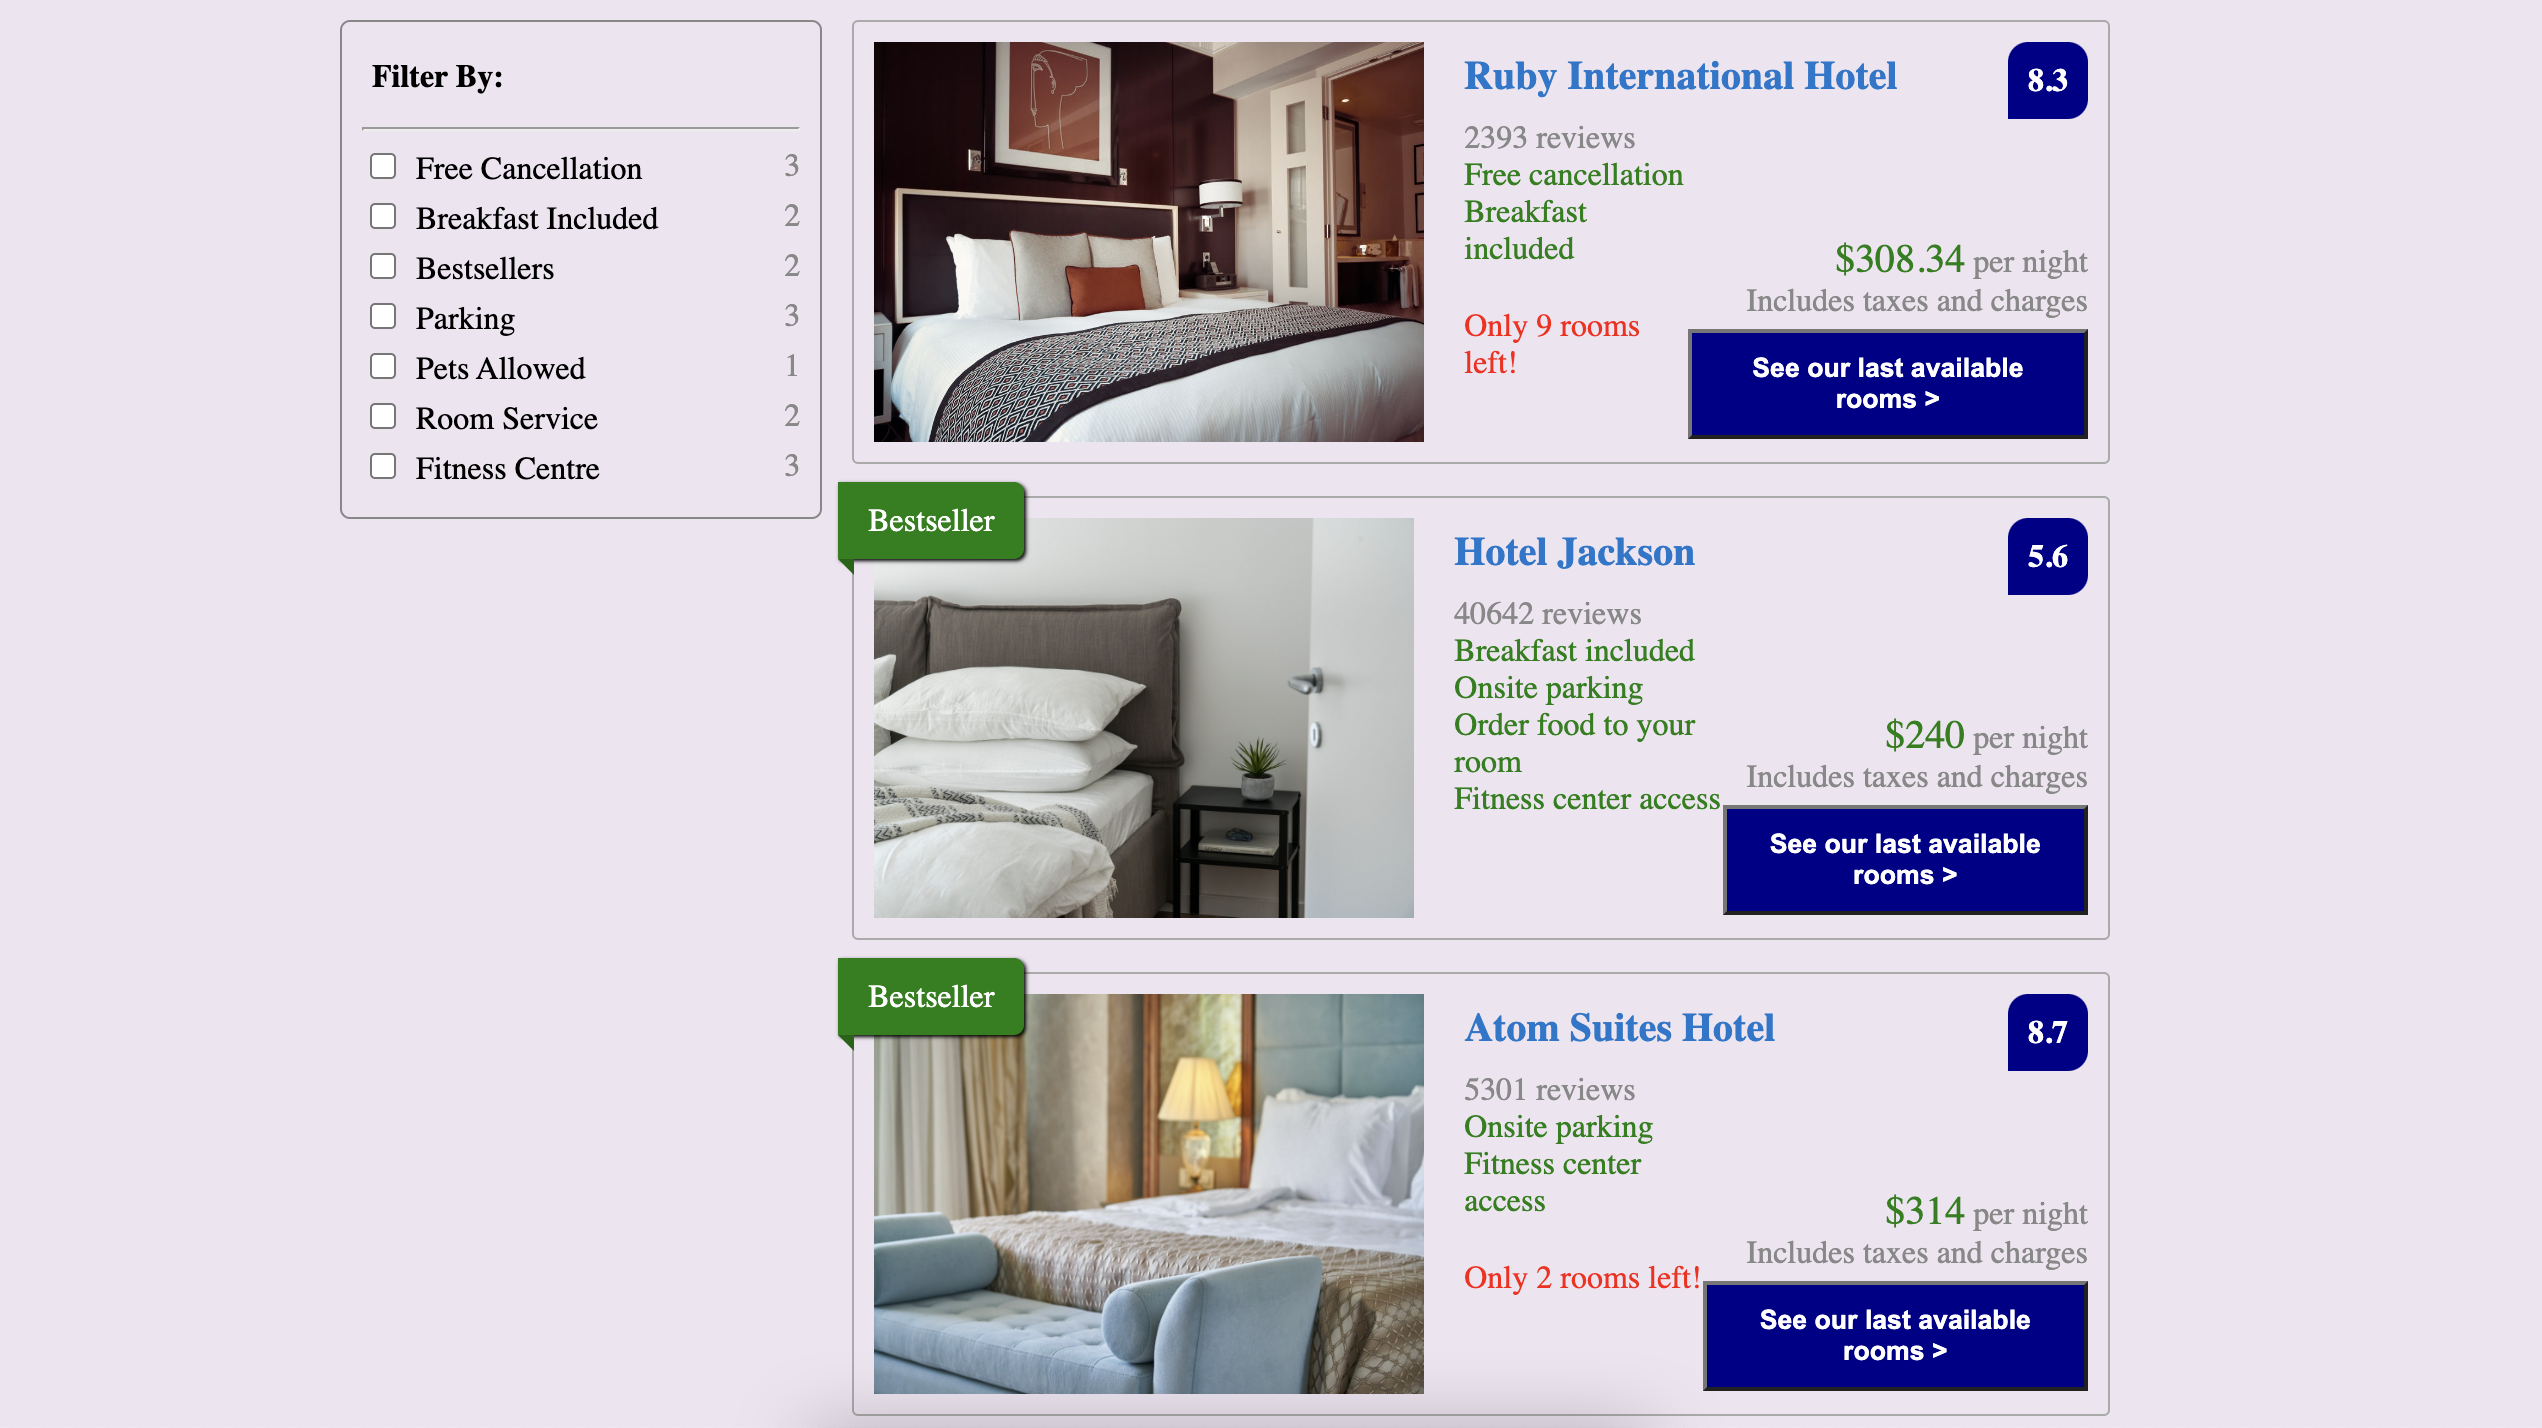 Filter By:
Free Cancellation 3
Breakfast Included 2
Bestsellers 2
Parking 3
Pets Allowed 1
Room Service 2
Fitness Centre 3
Ruby International Hotel
8.3
2393 reviews
Free cancellation
Breakfast
included
Only 9 rooms
left!
$308.34 per night
Includes taxes and charges
See our last available
rooms >
Bestseller
Hotel Jackson
5.6
40642 reviews
Breakfast included
Onsite parking
Order food to your
room
Fitness center access
$240 per night
Includes taxes and charges
See our last available
rooms >
Bestseller
Atom Suites Hotel
8.7
5301 reviews
Onsite parking
Fitness center
access
Only 2 rooms left!
$314 per night
Includes taxes and charges
See our last available
rooms >